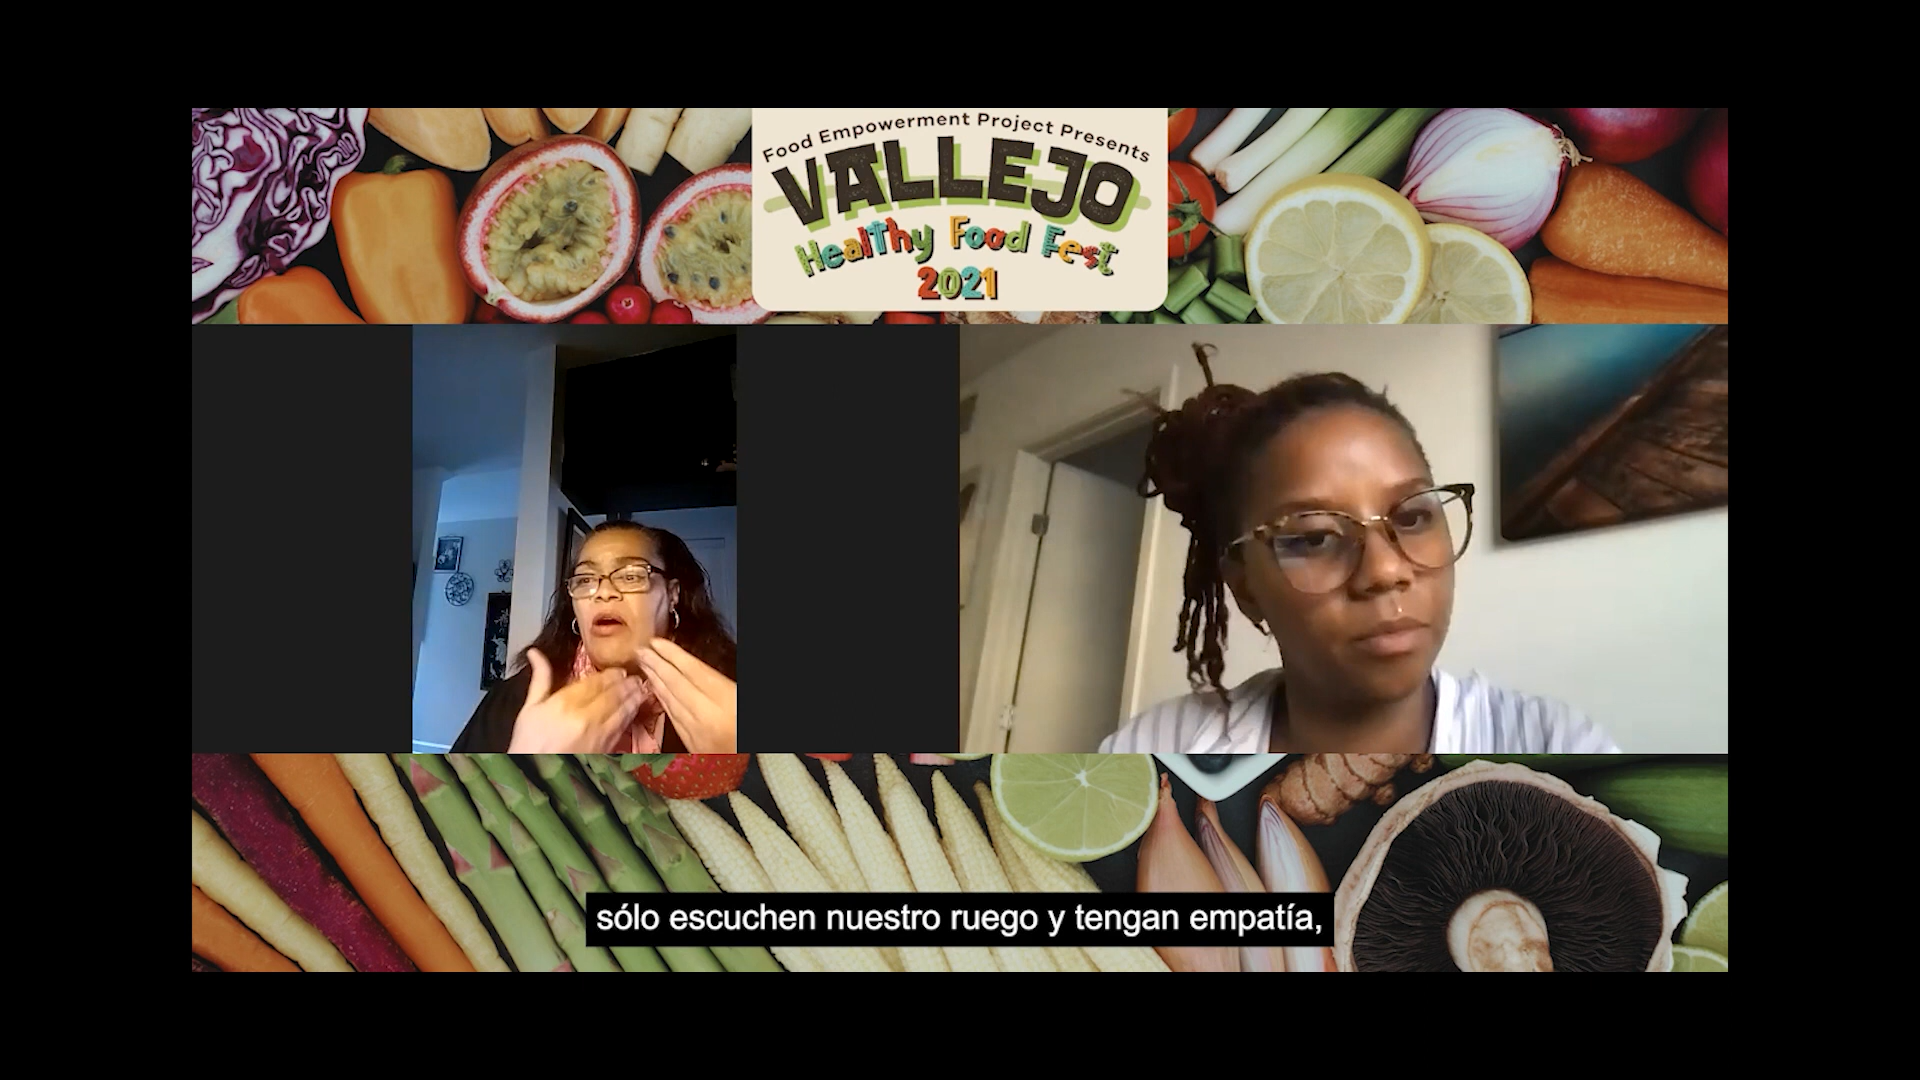 Food Empowerment Project Presents
VALLEJO
Healthy Food Fest
2021
sólo escuchen nuestro ruego y tengan empatía,